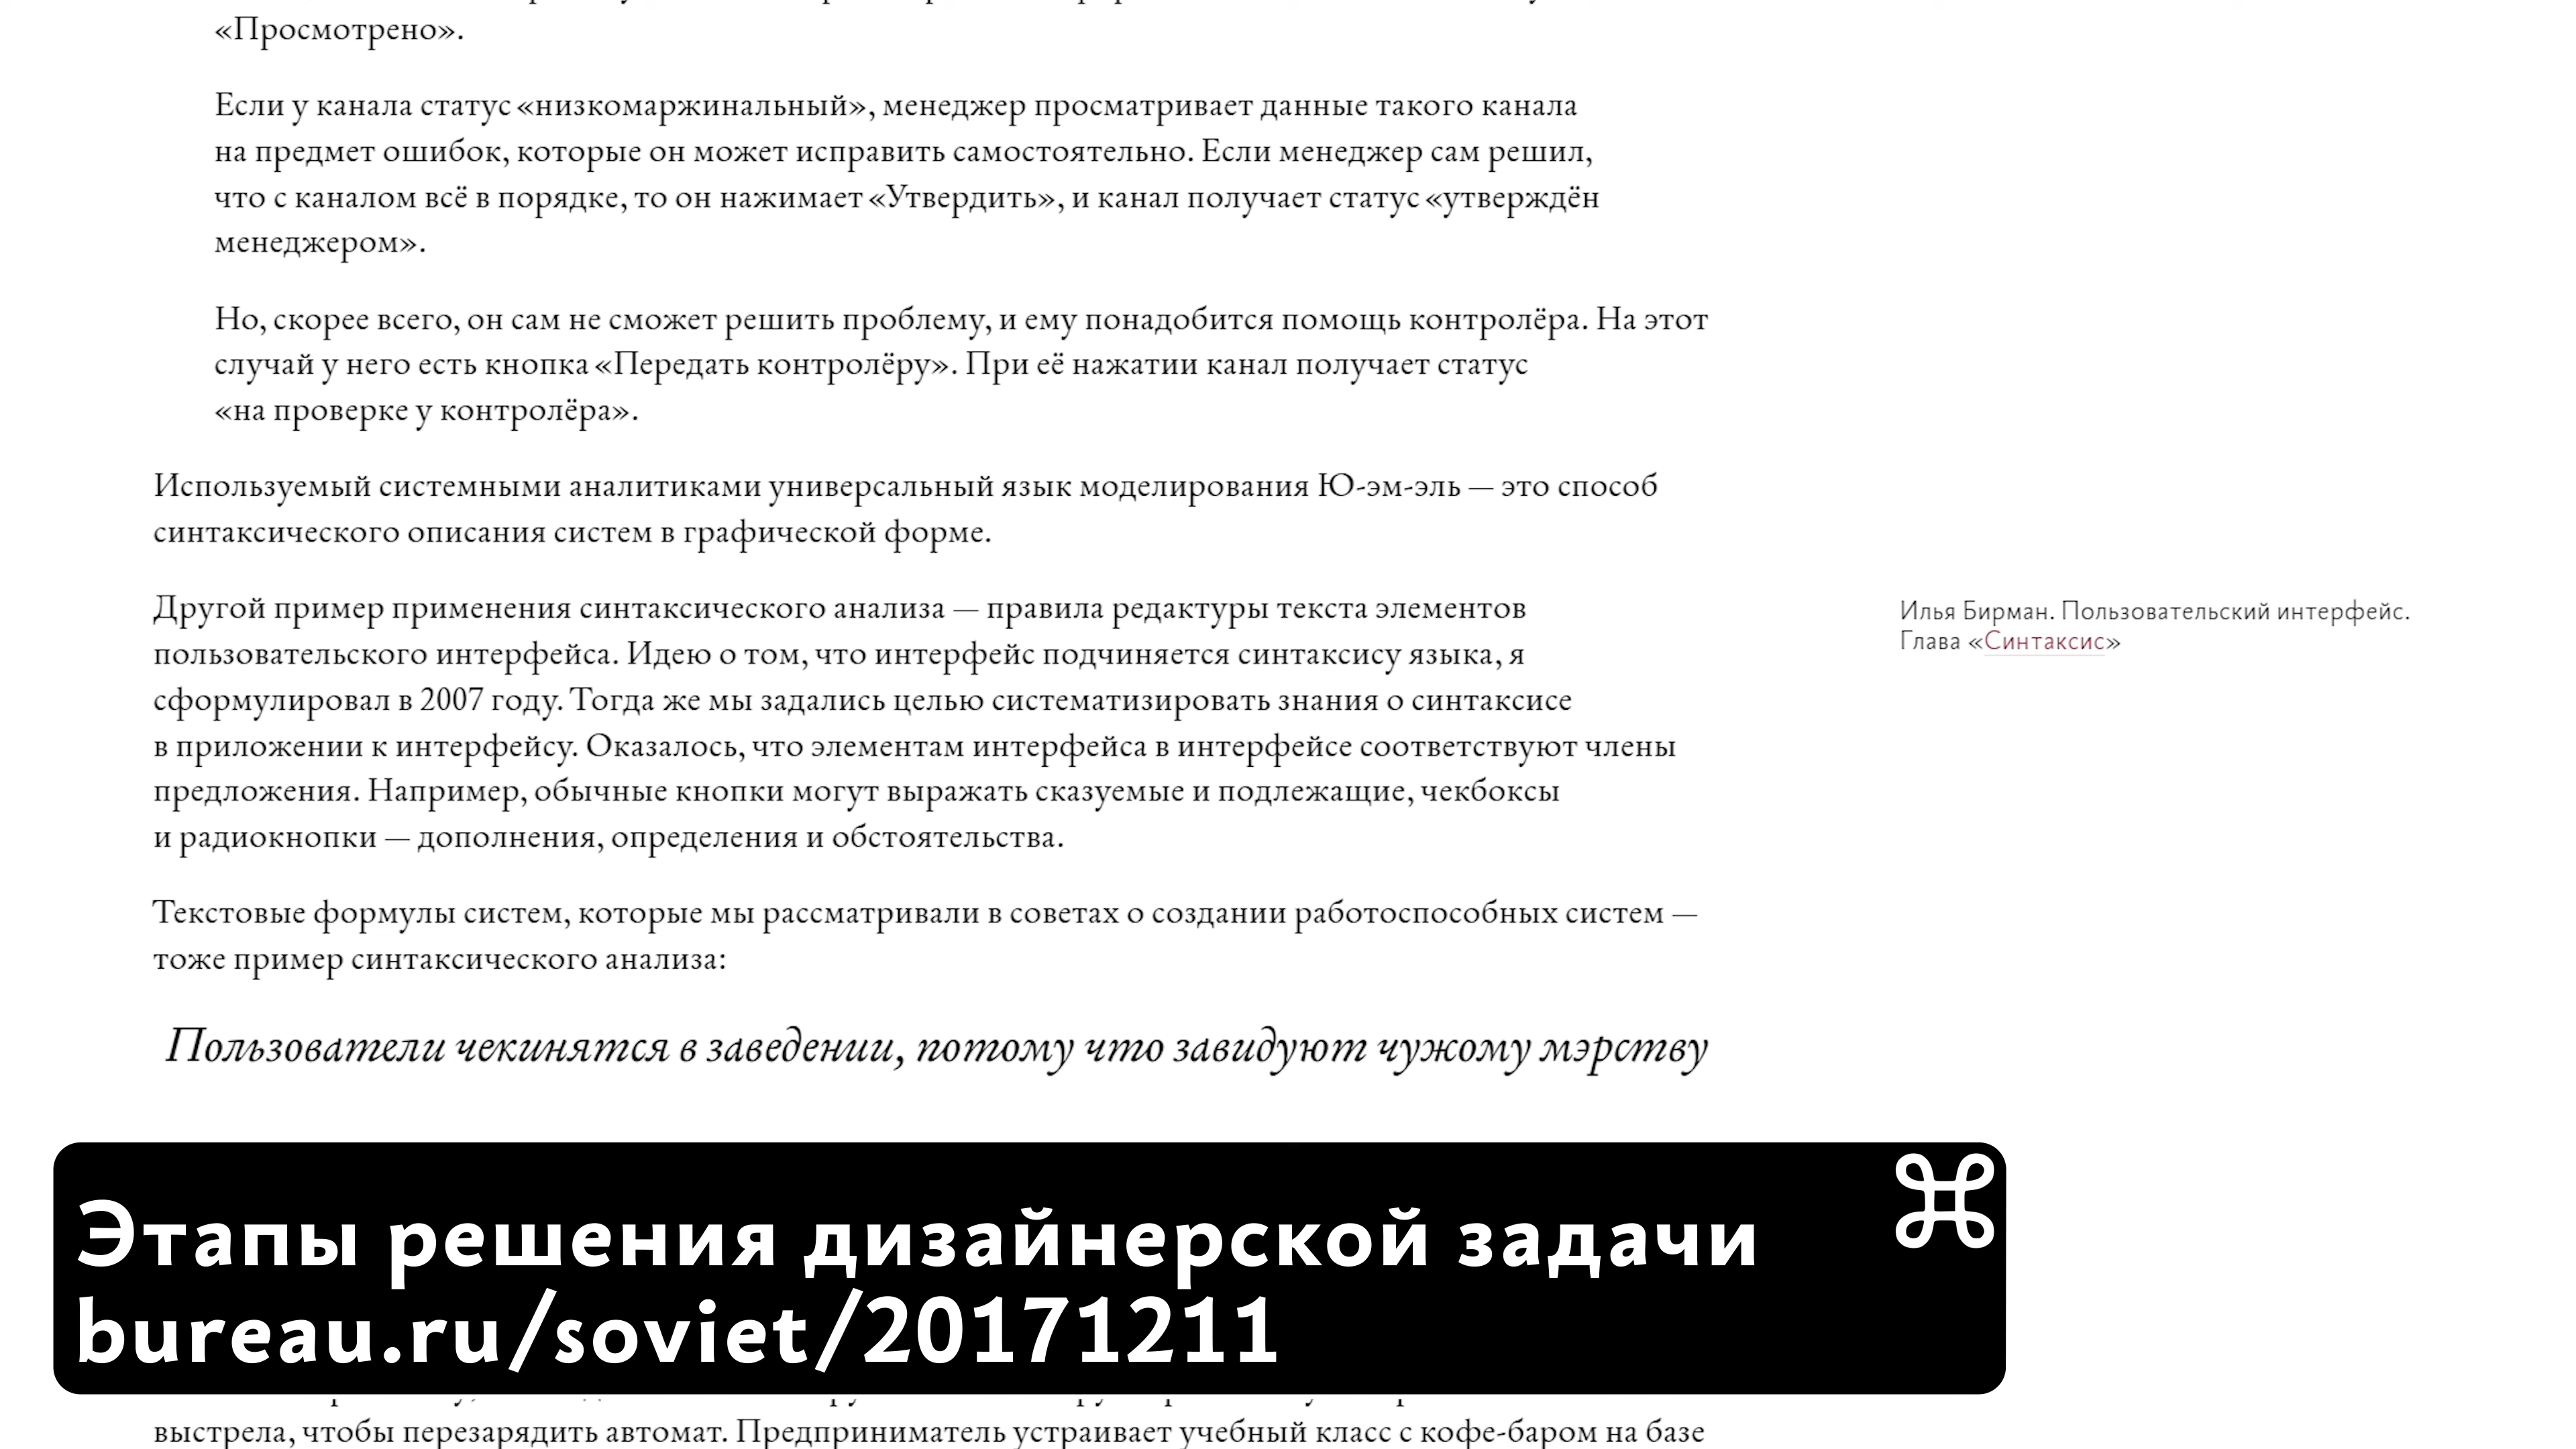 «Просмотрено».
Если у канала статус «низкомаржинальный», менеджер просматривает данные такого канала
на предмет ошибок, которые он может исправить самостоятельно. Если менеджер сам решил,
что с каналом всё в порядке, то он нажимает «Утвердить», и канал получает статус «утверждён
менеджером».
Но, скорее всего, он сам не сможет решить проблему, и ему понадобится помощь контролёра. На этот
случай у него есть кнопка «Передать контролёру». При её нажатии канал получает статус
«на проверке у контролёра».
Используемый системными аналитиками универсальный язык моделирования Ю-эм-эль — это способ
синтаксического описания систем в графической форме.
Другой пример применения синтаксического анализа — правила редактуры текста элементов
пользовательского интерфейса. Идею о том, что интерфейс подчиняется синтаксису языка, я
сформулировал в 2007 году. Тогда же мы задались целью систематизировать знания о синтаксисе
в приложении к интерфейсу. Оказалось, что элементам интерфейса в интерфейсе соответствуют члены
предложения. Например, обычные кнопки могут выражать сказуемые и подлежащие, чекбоксы
и радиокнопки — дополнения, определения и обстоятельства.
Илья Бирман. Пользовательский интерфейс.
Глава «Синтаксис»
Текстовые формулы систем, которые мы рассматривали в советах о создании работоспособных систем —
тоже пример синтаксического анализа:
Пользователи чекинятся в заведении, потому что завидуют чужому мэрству
Этапы решения дизайнерской задачи
bureau.ru/soviet/20171211
выстрела, чтобы перезарядить автомат. Предприниматель устраивает учебный класс с кофе-баром на базе